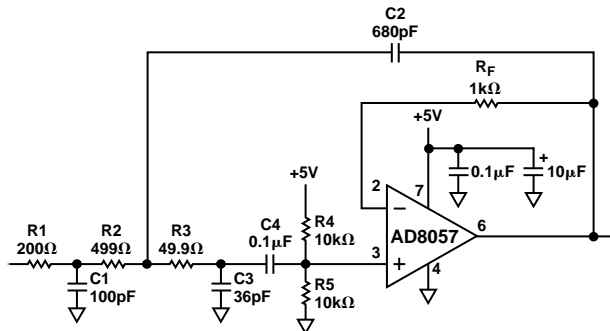 C2
680pF
R_F
1kΩ
+5V
0.1μF
+
10μF
+5V
2
7
–
6
AD8057
3
+
4
R4
10kΩ
C4
0.1μF
R1
200Ω
R2
499Ω
R3
49.9Ω
C1
100pF
C3
36pF
R5
10kΩ